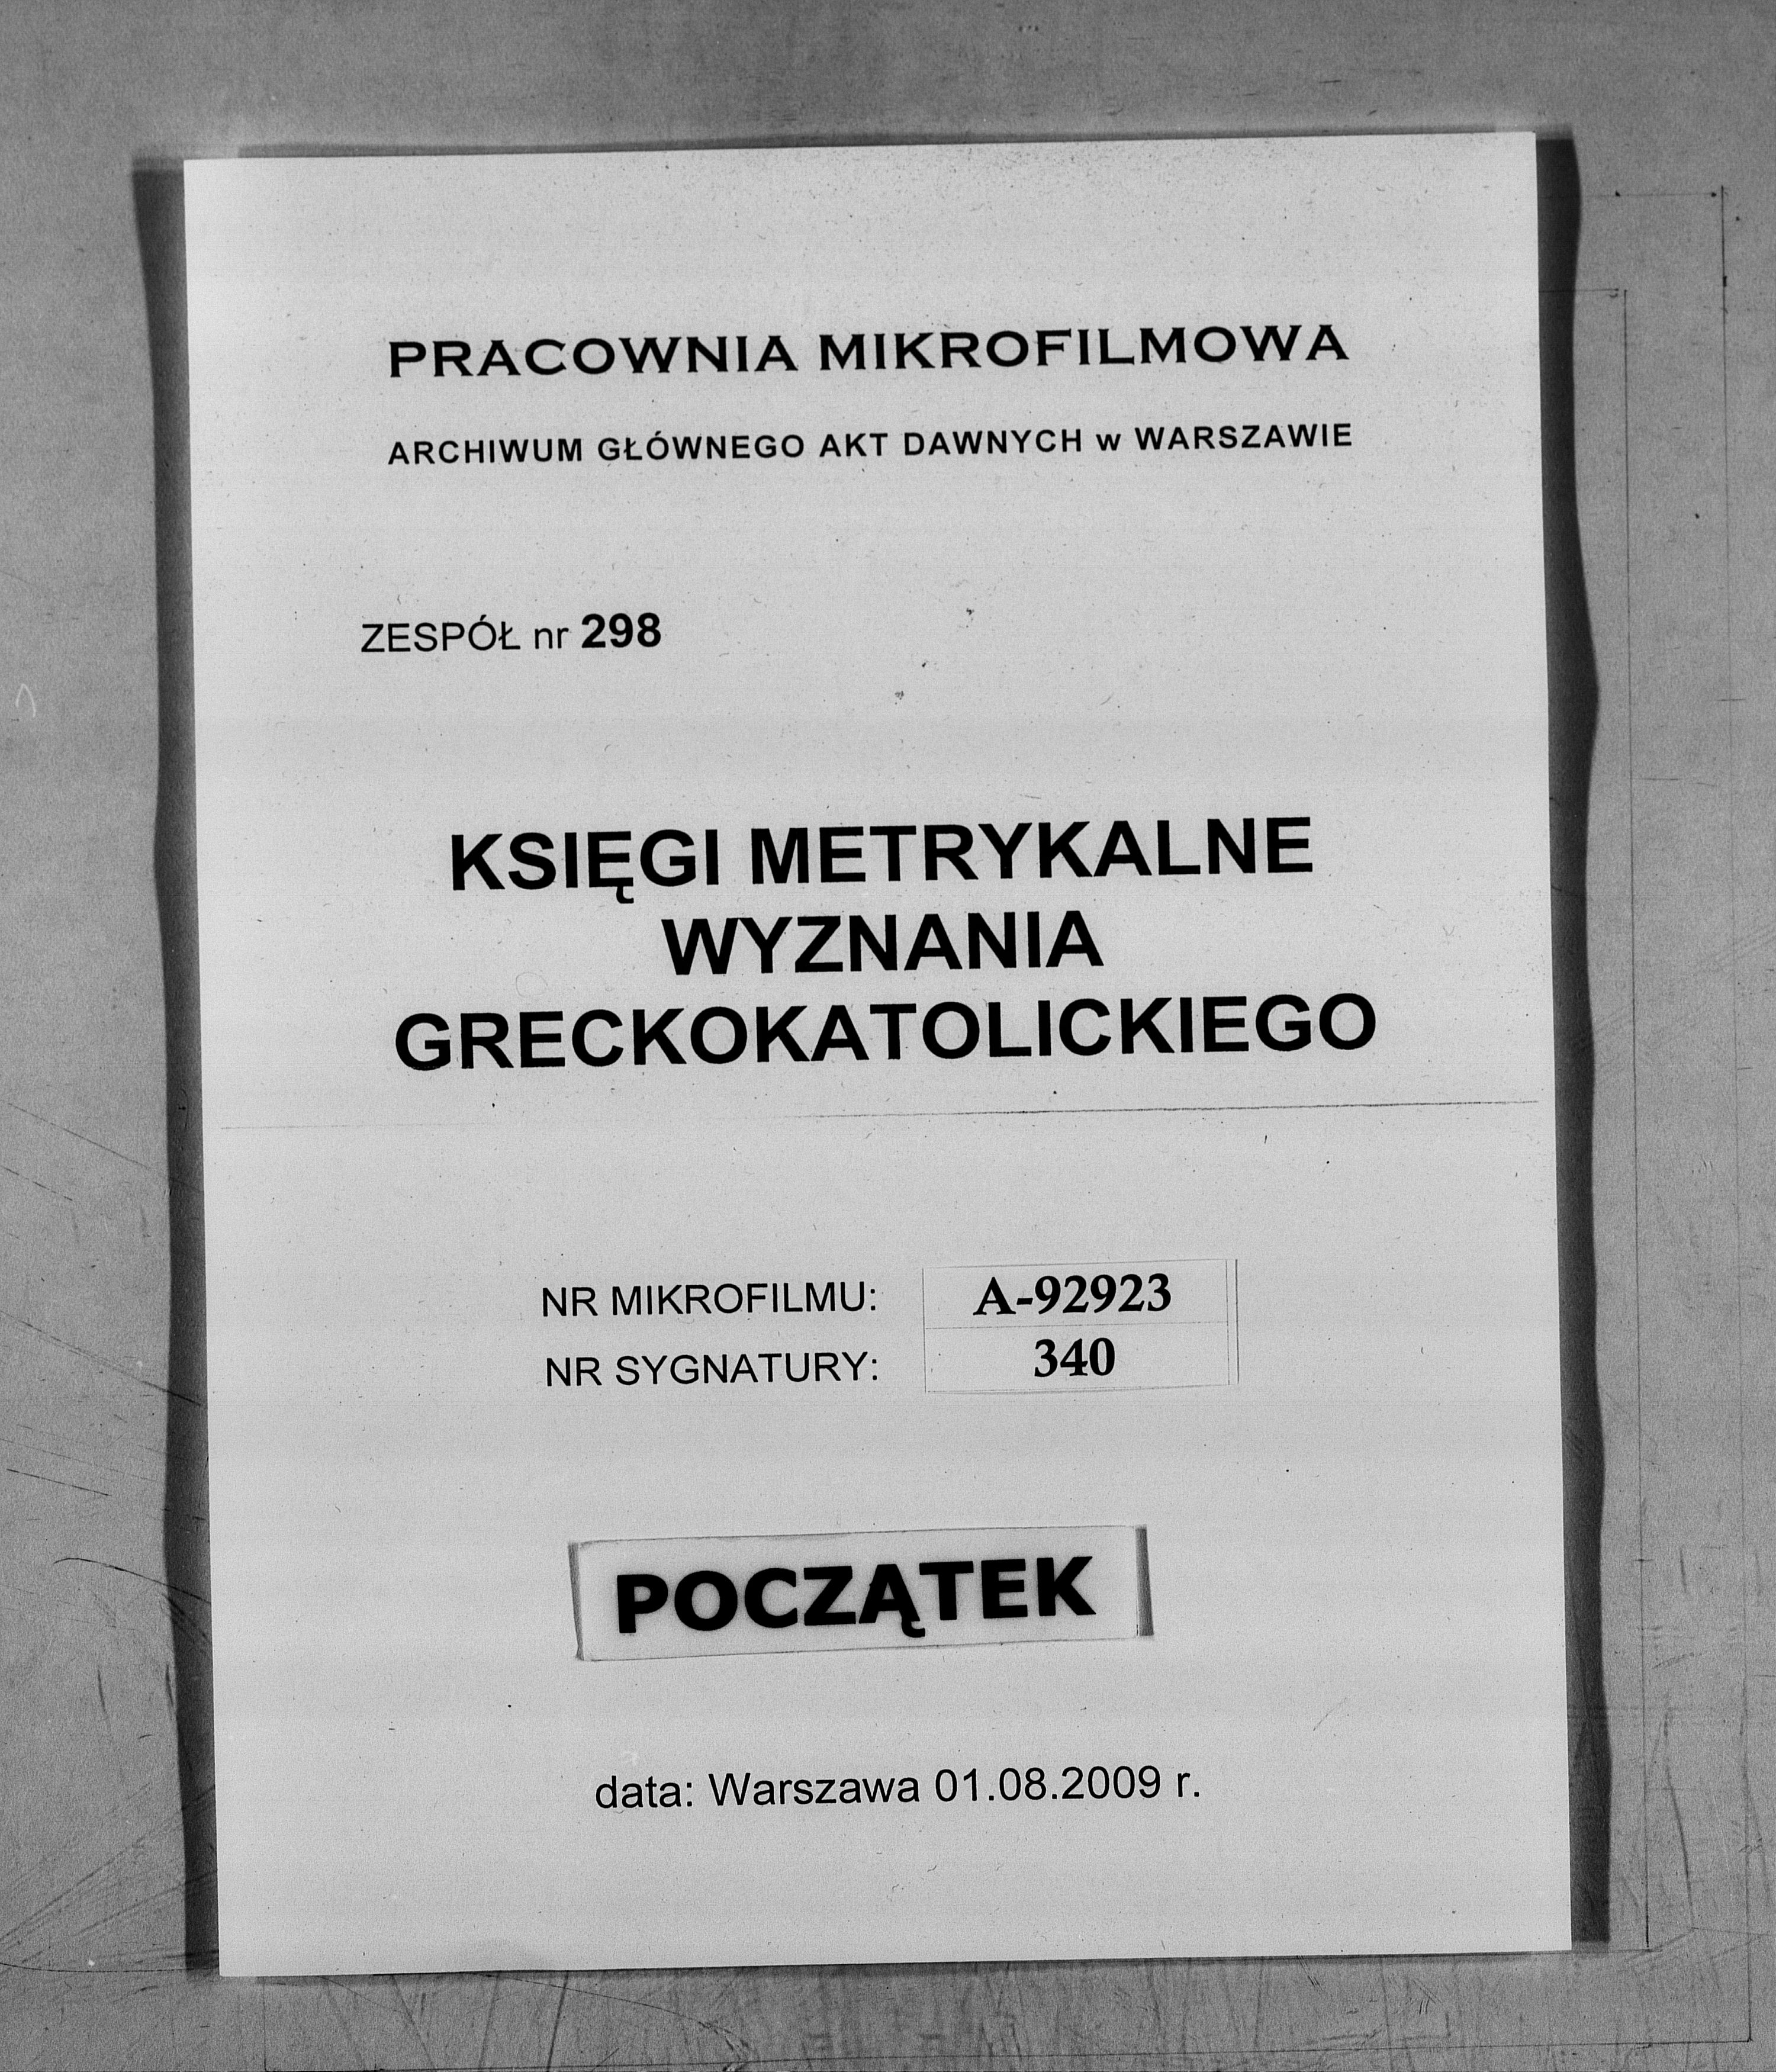 PRACOWNIA MIKROFILMOWA
ARCHIWUM GŁÓWNEGO AKT DAWNYCH w WARSZAWIE
ZESPÓŁ nr 298
KSIĘGI METRYKALNE
WYZNANIA
GRECKOKATOLICKIEGO
NR MIKROFILMU: A-92923
NR SYGNATURY: 340
POCZĄTEK
data: Warszawa 01.08.2009 r.